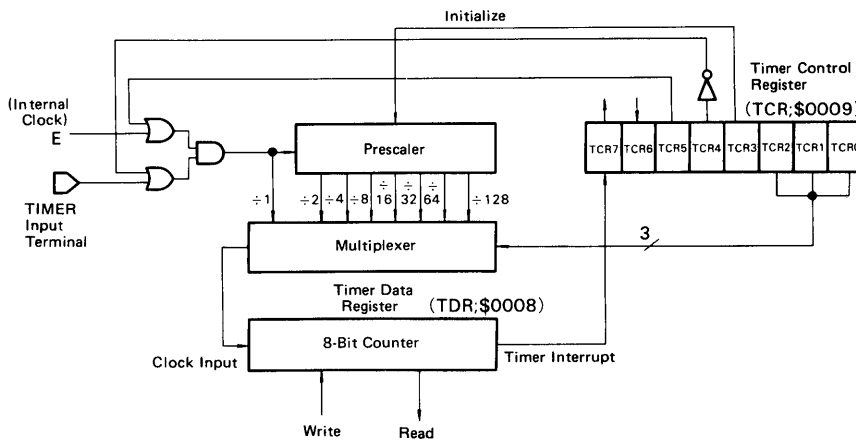 Initialize
Timer Control
Register
(TCR;$0009)
(Internal
Clock)
E
TCR7 TCR6 TCR5 TCR4 TCR3 TCR2 TCR1 TCR0
Prescaler
TIMER
Input
Terminal
÷1 ÷2 ÷4 ÷8 ÷16 ÷32 ÷64 ÷128
Multiplexer
3
Timer Data
Register
(TDR;$0008)
8-Bit Counter
Clock Input
Timer Interrupt
Write
Read